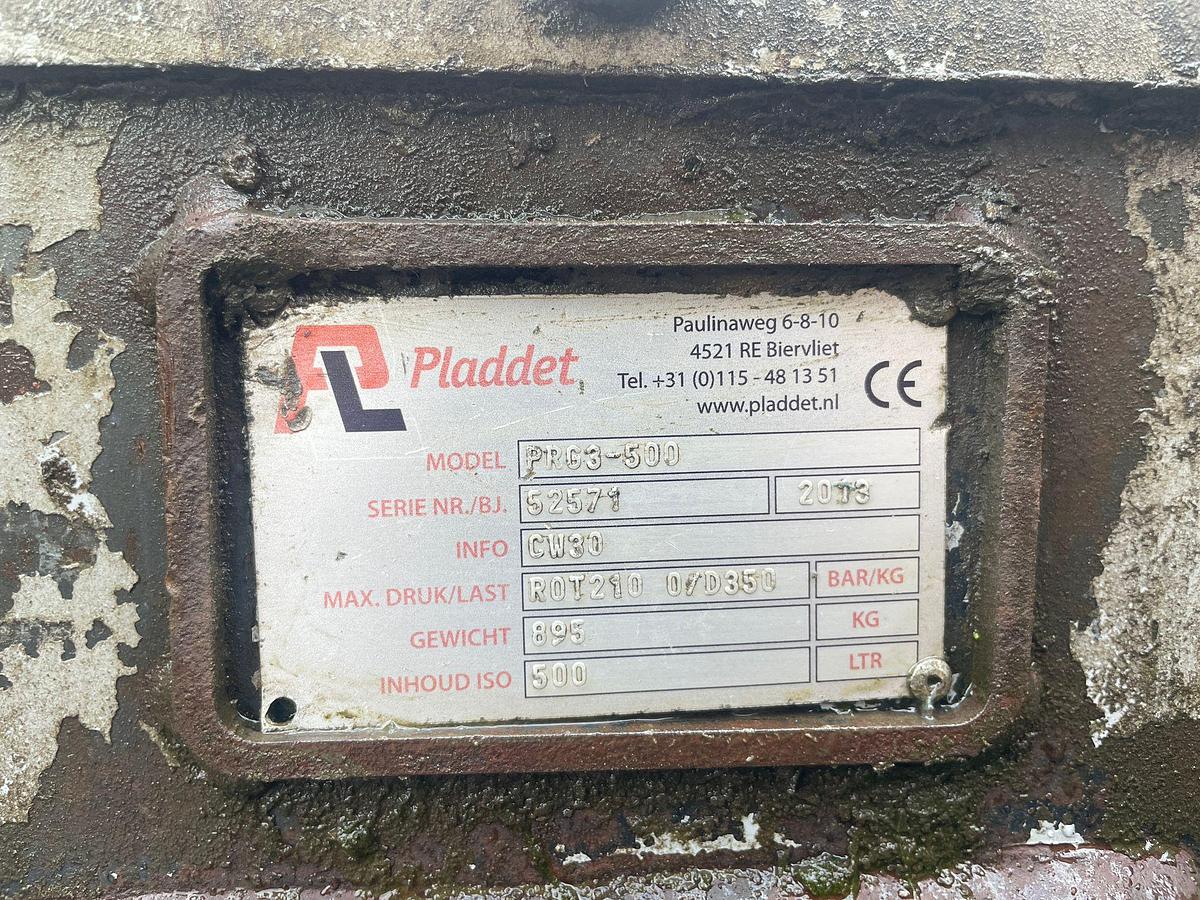 Pladdet
Paulinaweg 6-8-10
4521 RE Biervliet
Tel. +31 (0)115 - 48 13 51
www.pladdet.nl
CE
MODEL PRG3-500
SERIE NR./BJ. 52571 2013
INFO CW30
MAX. DRUK/LAST ROT210 O/D350 BAR/KG
GEWICHT 895 KG
INHOUD ISO 500 LTR